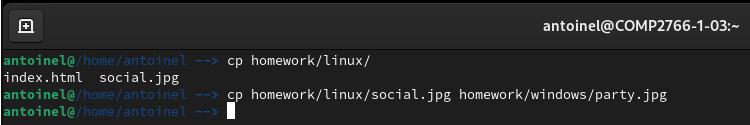 antoinel@COMP2766-1-03:~
antoinel@/home/antoinel --> cp homework/linux/
index.html  social.jpg
antoinel@/home/antoinel --> cp homework/linux/social.jpg homework/windows/party.jpg
antoinel@/home/antoinel -->